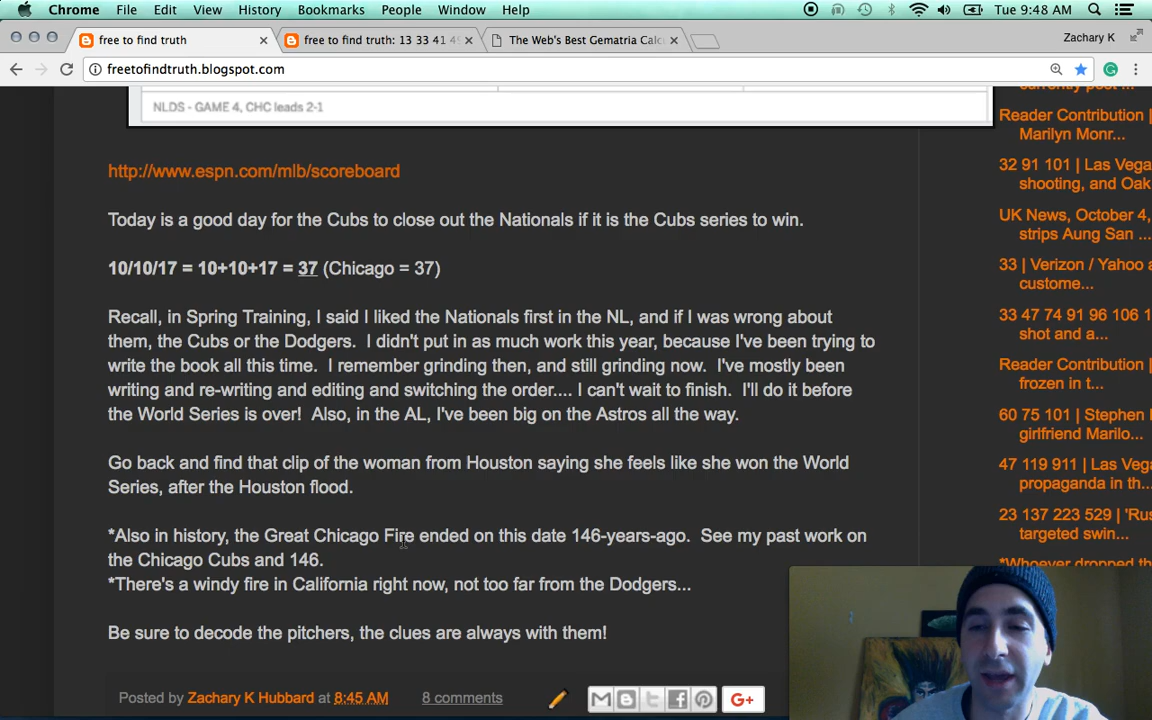 Chrome File Edit View History Bookmarks People Window Help Tue 9:48 AM
free to find truth
free to find truth: 13 33 41 4
The Web's Best Gematria Calc
Zachary K
freetofindtruth.blogspot.com
NLDS - GAME 4, CHC leads 2-1
http://www.espn.com/mlb/scoreboard
Today is a good day for the Cubs to close out the Nationals if it is the Cubs series to win.
10/10/17 = 10+10+17 = 37 (Chicago = 37)
Recall, in Spring Training, I said I liked the Nationals first in the NL, and if I was wrong about
them, the Cubs or the Dodgers. I didn't put in as much work this year, because I've been trying to
write the book all this time. I remember grinding then, and still grinding now. I've mostly been
writing and re-writing and editing and switching the order.... I can't wait to finish. I'll do it before
the World Series is over! Also, in the AL, I've been big on the Astros all the way.
Go back and find that clip of the woman from Houston saying she feels like she won the World
Series, after the Houston flood.
*Also in history, the Great Chicago Fire ended on this date 146-years-ago. See my past work on
the Chicago Cubs and 146.
*There's a windy fire in California right now, not too far from the Dodgers...
Be sure to decode the pitchers, the clues are always with them!
Posted by Zachary K Hubbard at 8:45 AM 8 comments
G+
currently post ...
Reader Contribution |
Marilyn Monr...
32 91 101 | Las Vega
shooting, and Oak
UK News, October 4,
strips Aung San ...
33 | Verizon / Yahoo a
custome...
33 47 74 91 96 106 1
shot and a...
Reader Contribution |
frozen in t...
60 75 101 | Stephen
girlfriend Marilo...
47 119 911 | Las Vega
propaganda in th...
23 137 223 529 | 'Rus
targeted swin...
*Whoever dropped th